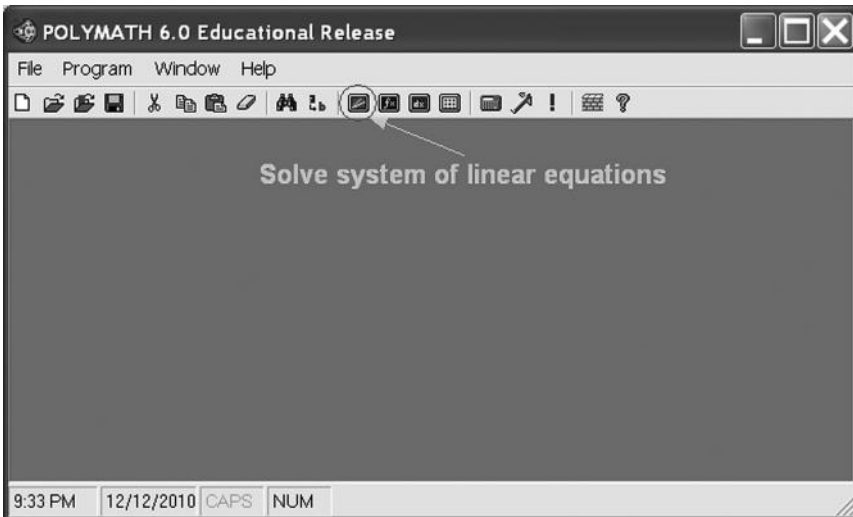 POLYMATH 6.0 Educational Release
File Program Window Help
Solve system of linear equations
9:33 PM 12/12/2010 CAPS NUM